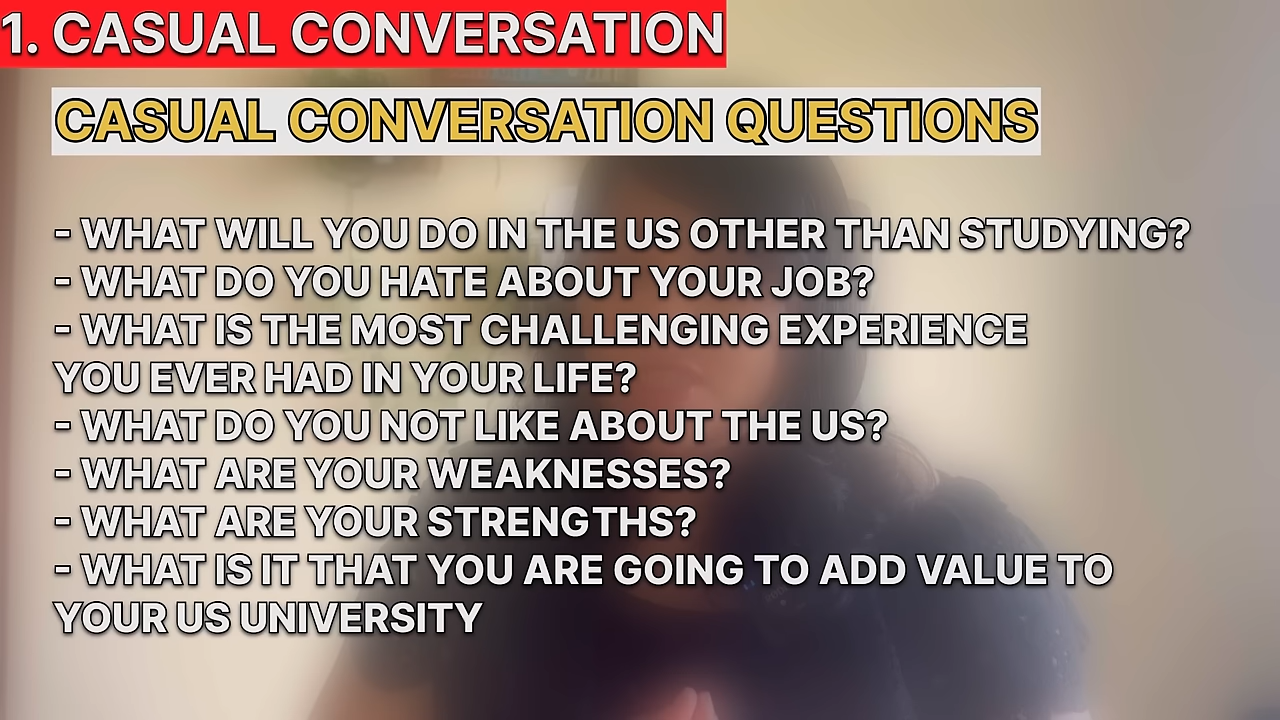 1. CASUAL CONVERSATION
CASUAL CONVERSATION QUESTIONS
- WHAT WILL YOU DO IN THE US OTHER THAN STUDYING?
- WHAT DO YOU HATE ABOUT YOUR JOB?
- WHAT IS THE MOST CHALLENGING EXPERIENCE
YOU EVER HAD IN YOUR LIFE?
- WHAT DO YOU NOT LIKE ABOUT THE US?
- WHAT ARE YOUR WEAKNESSES?
- WHAT ARE YOUR STRENGTHS?
- WHAT IS IT THAT YOU ARE GOING TO ADD VALUE TO
YOUR US UNIVERSITY